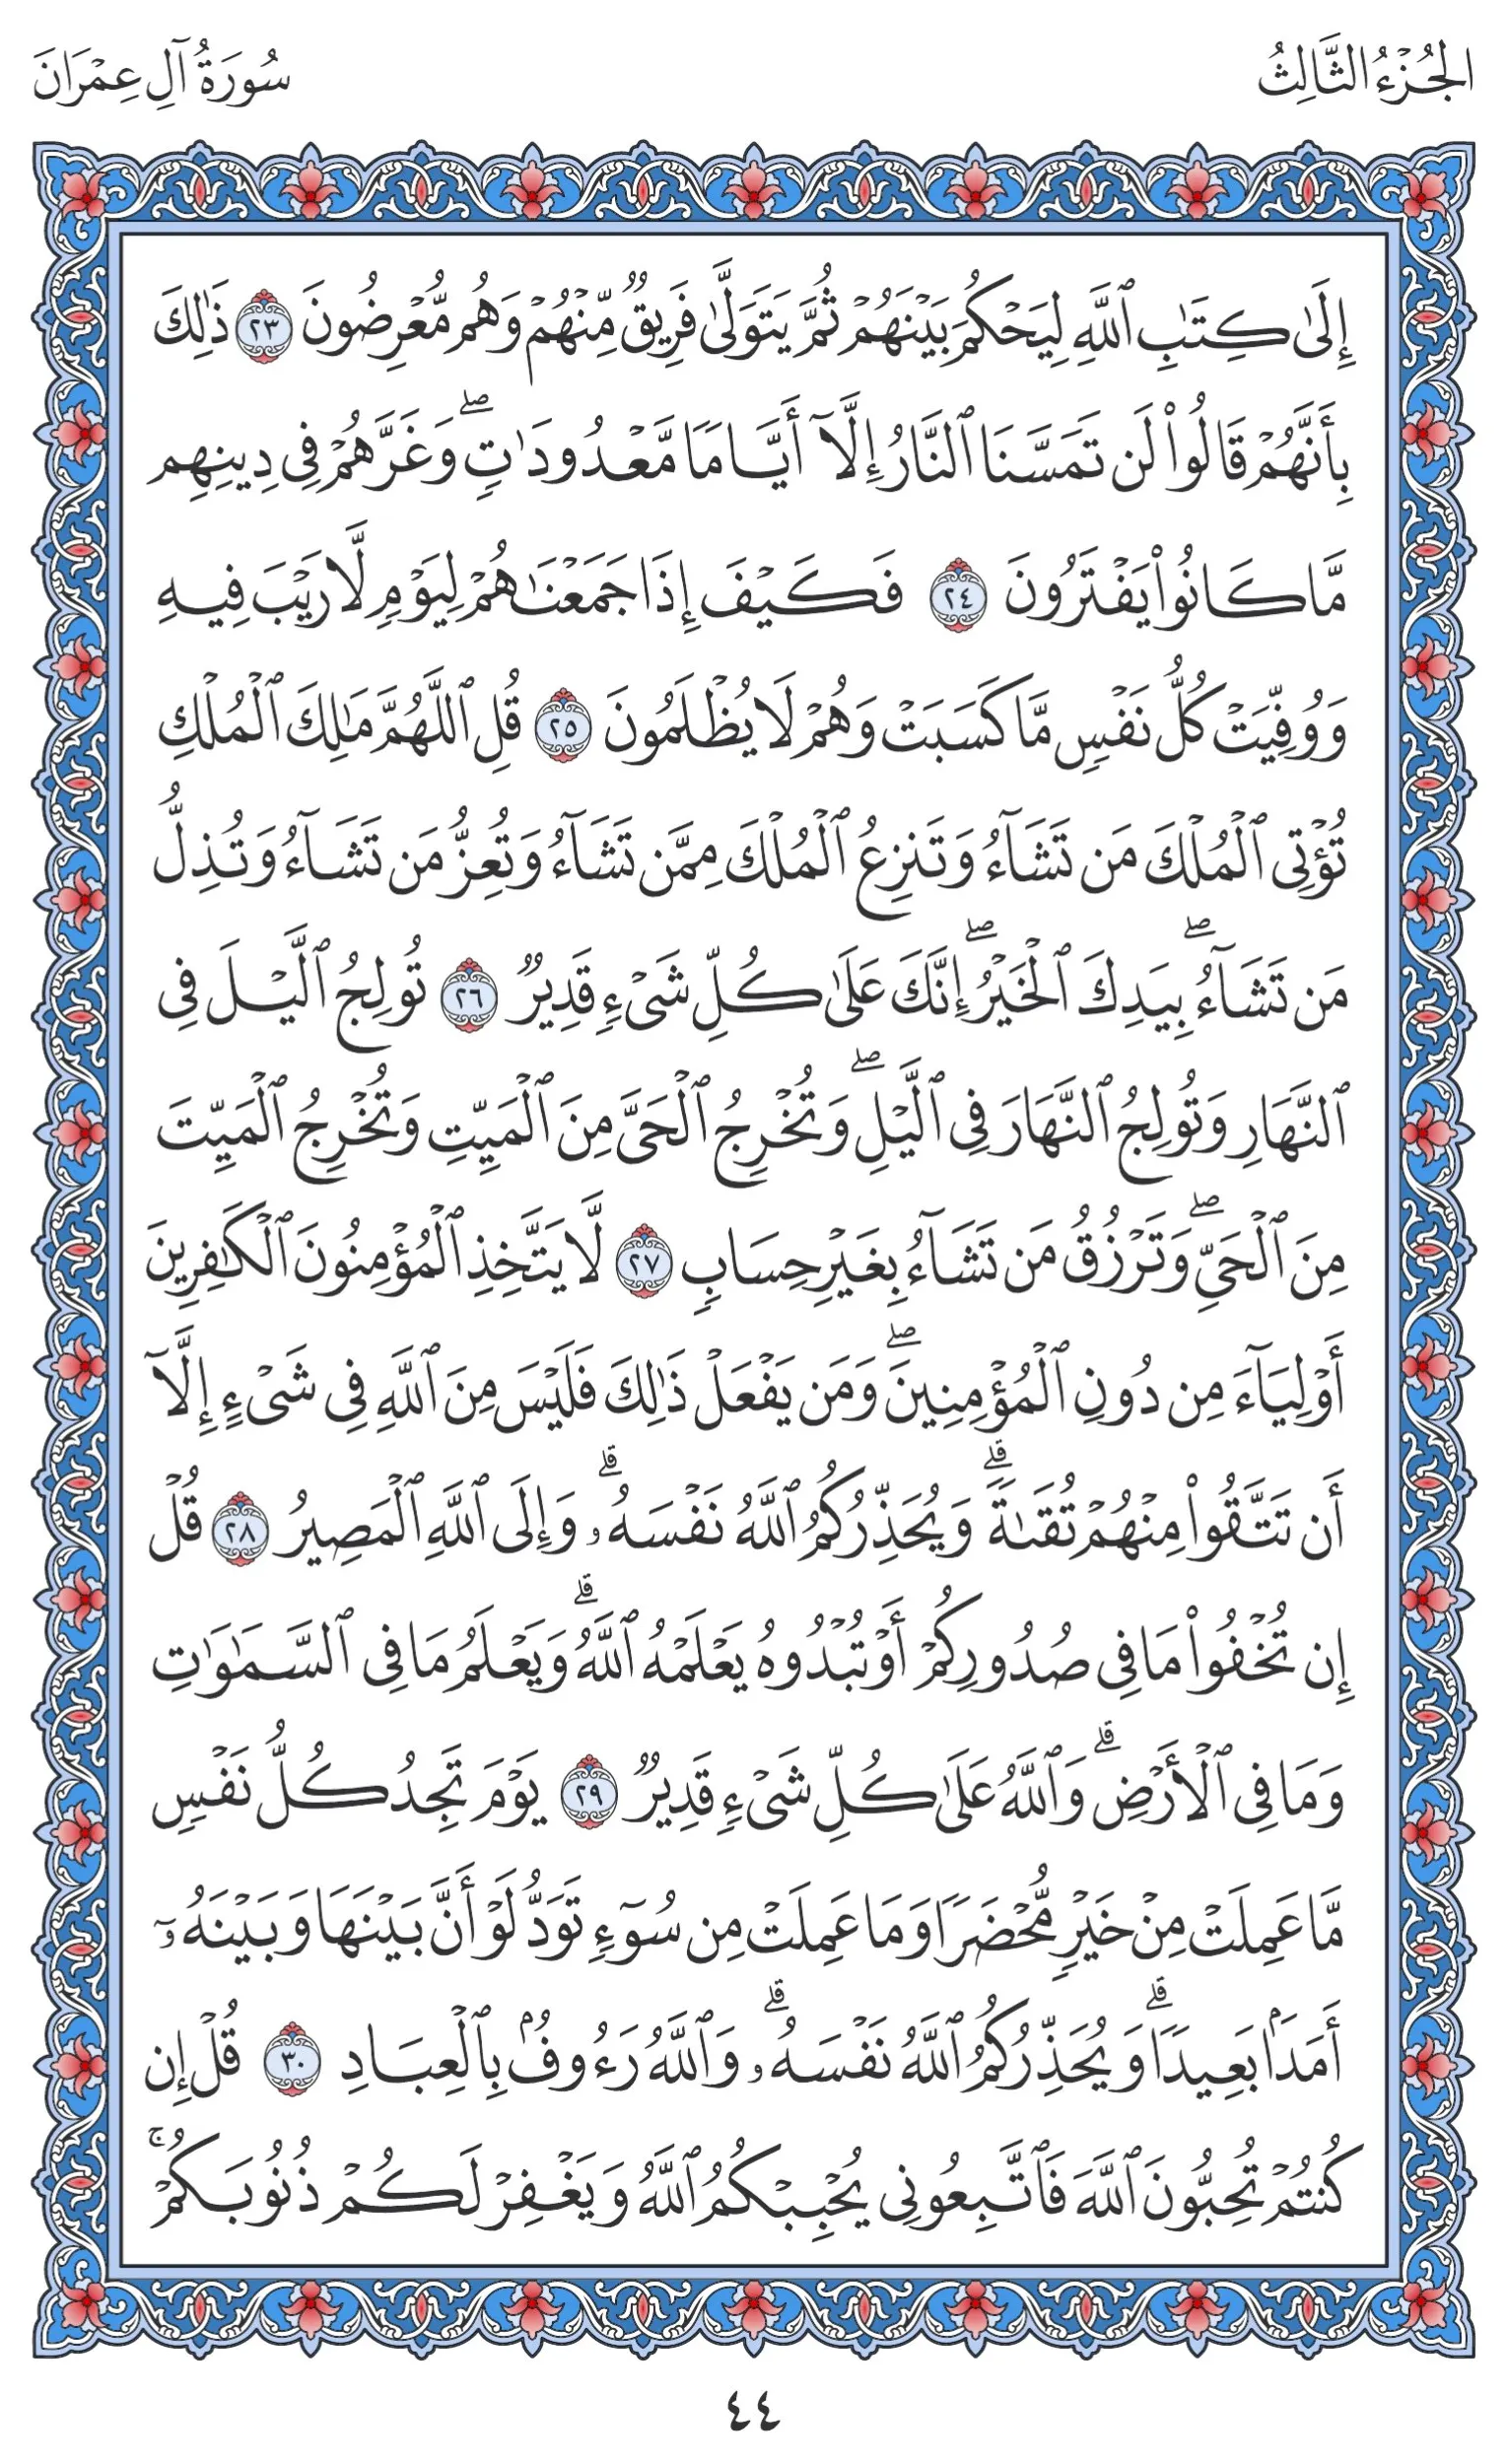 الجُزْءُ الثَّالِثُ
سُورَةُ آلِ عِمْرَانَ
إِلَىٰ كِتَٰبِ ٱللَّهِ لِيَحْكُمَ بَيْنَهُمْ ثُمَّ يَتَوَلَّىٰ فَرِيقٌ مِّنْهُمْ وَهُم مُّعْرِضُونَ ٢٣ ذَٰلِكَ
بِأَنَّهُمْ قَالُوا۟ لَن تَمَسَّنَا ٱلنَّارُ إِلَّآ أَيَّامًا مَّعْدُودَٰتٍ ۖ وَغَرَّهُمْ فِى دِينِهِم
مَّا كَانُوا۟ يَفْتَرُونَ ٢٤ فَكَيْفَ إِذَا جَمَعْنَٰهُمْ لِيَوْمٍ لَّا رَيْبَ فِيهِ
وَوُفِّيَتْ كُلُّ نَفْسٍ مَّا كَسَبَتْ وَهُمْ لَا يُظْلَمُونَ ٢٥ قُلِ ٱللَّهُمَّ مَٰلِكَ ٱلْمُلْكِ
تُؤْتِى ٱلْمُلْكَ مَن تَشَآءُ وَتَنزِعُ ٱلْمُلْكَ مِمَّن تَشَآءُ وَتُعِزُّ مَن تَشَآءُ وَتُذِلُّ
مَن تَشَآءُ ۖ بِيَدِكَ ٱلْخَيْرُ ۖ إِنَّكَ عَلَىٰ كُلِّ شَىْءٍ قَدِيرٌ ٢٦ تُولِجُ ٱلَّيْلَ فِى
ٱلنَّهَارِ وَتُولِجُ ٱلنَّهَارَ فِى ٱلَّيْلِ ۖ وَتُخْرِجُ ٱلْحَىَّ مِنَ ٱلْمَيِّتِ وَتُخْرِجُ ٱلْمَيِّتَ
مِنَ ٱلْحَىِّ ۖ وَتَرْزُقُ مَن تَشَآءُ بِغَيْرِ حِسَابٍ ٢٧ لَّا يَتَّخِذِ ٱلْمُؤْمِنُونَ ٱلْكَٰفِرِينَ
أَوْلِيَآءَ مِن دُونِ ٱلْمُؤْمِنِينَ ۖ وَمَن يَفْعَلْ ذَٰلِكَ فَلَيْسَ مِنَ ٱللَّهِ فِى شَىْءٍ إِلَّآ
أَن تَتَّقُوا۟ مِنْهُمْ تُقَىٰةً ۗ وَيُحَذِّرُكُمُ ٱللَّهُ نَفْسَهُۥ ۗ وَإِلَى ٱللَّهِ ٱلْمَصِيرُ ٢٨ قُلْ
إِن تُخْفُوا۟ مَا فِى صُدُورِكُمْ أَوْ تُبْدُوهُ يَعْلَمْهُ ٱللَّهُ ۗ وَيَعْلَمُ مَا فِى ٱلسَّمَٰوَٰتِ
وَمَا فِى ٱلْأَرْضِ ۗ وَٱللَّهُ عَلَىٰ كُلِّ شَىْءٍ قَدِيرٌ ٢٩ يَوْمَ تَجِدُ كُلُّ نَفْسٍ
مَّا عَمِلَتْ مِنْ خَيْرٍ مُّحْضَرًا وَمَا عَمِلَتْ مِن سُوٓءٍ تَوَدُّ لَوْ أَنَّ بَيْنَهَا وَبَيْنَهُۥٓ
أَمَدًۢا بَعِيدًا ۗ وَيُحَذِّرُكُمُ ٱللَّهُ نَفْسَهُۥ ۗ وَٱللَّهُ رَءُوفٌۢ بِٱلْعِبَادِ ٣٠ قُلْ إِن
كُنتُمْ تُحِبُّونَ ٱللَّهَ فَٱتَّبِعُونِى يُحْبِبْكُمُ ٱللَّهُ وَيَغْفِرْ لَكُمْ ذُنُوبَكُمْ ۚ
٤٤